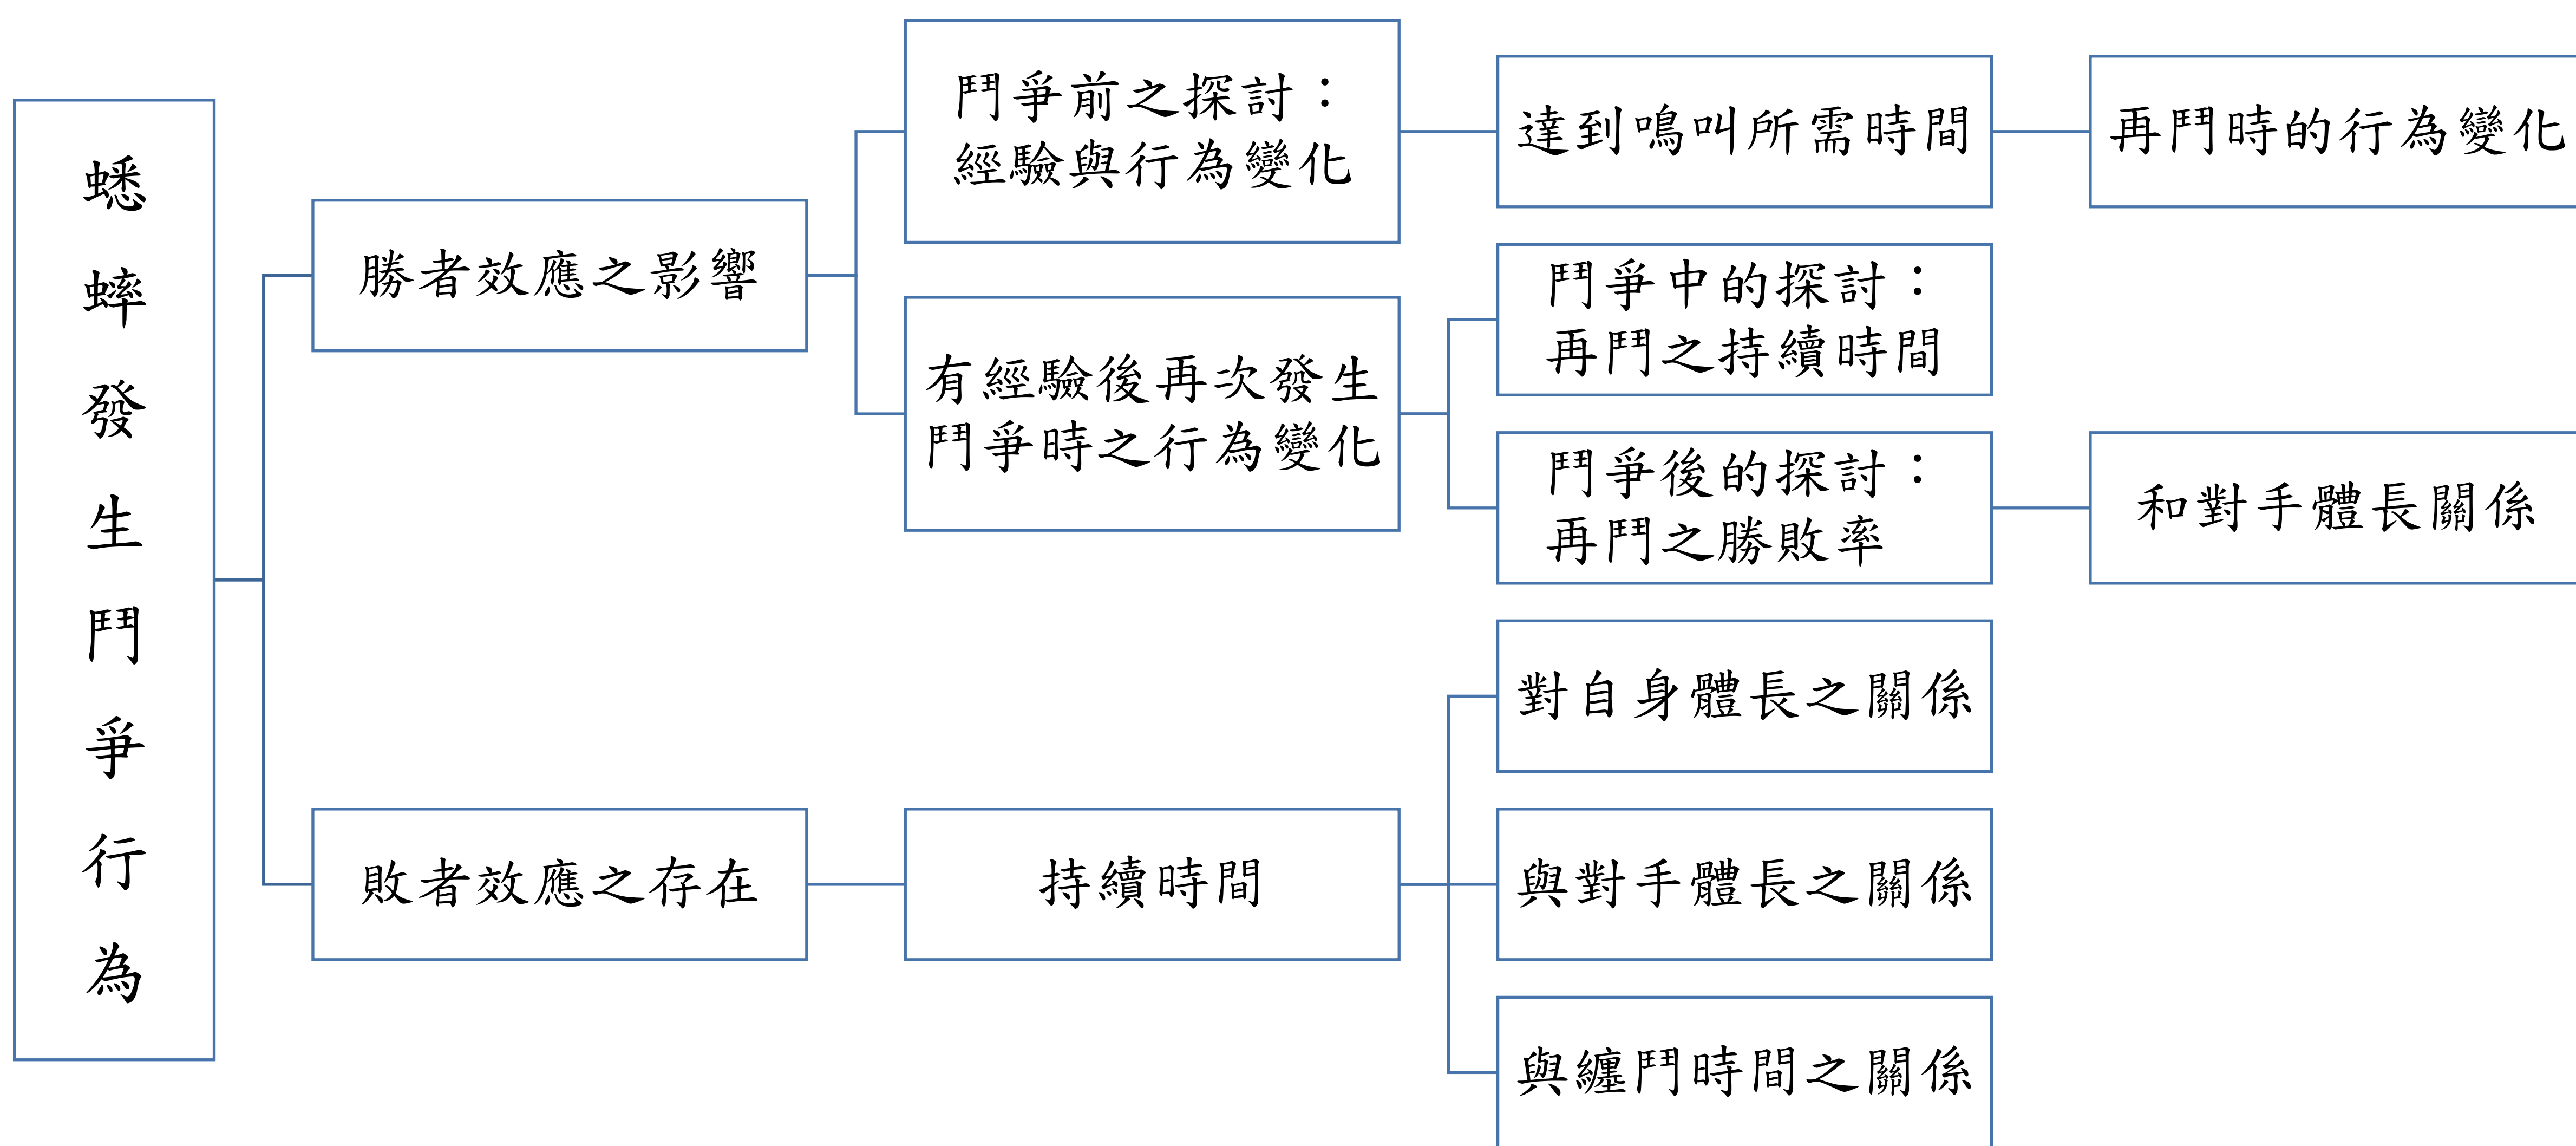 蟋蟀發生鬥爭行為
勝者效應之影響
鬥爭前之探討：
經驗與行為變化
達到鳴叫所需時間
再鬥時的行為變化
有經驗後再次發生
鬥爭時之行為變化
鬥爭中的探討：
再鬥之持續時間
鬥爭後的探討：
再鬥之勝敗率
和對手體長關係
敗者效應之存在
持續時間
對自身體長之關係
與對手體長之關係
與纏鬥時間之關係